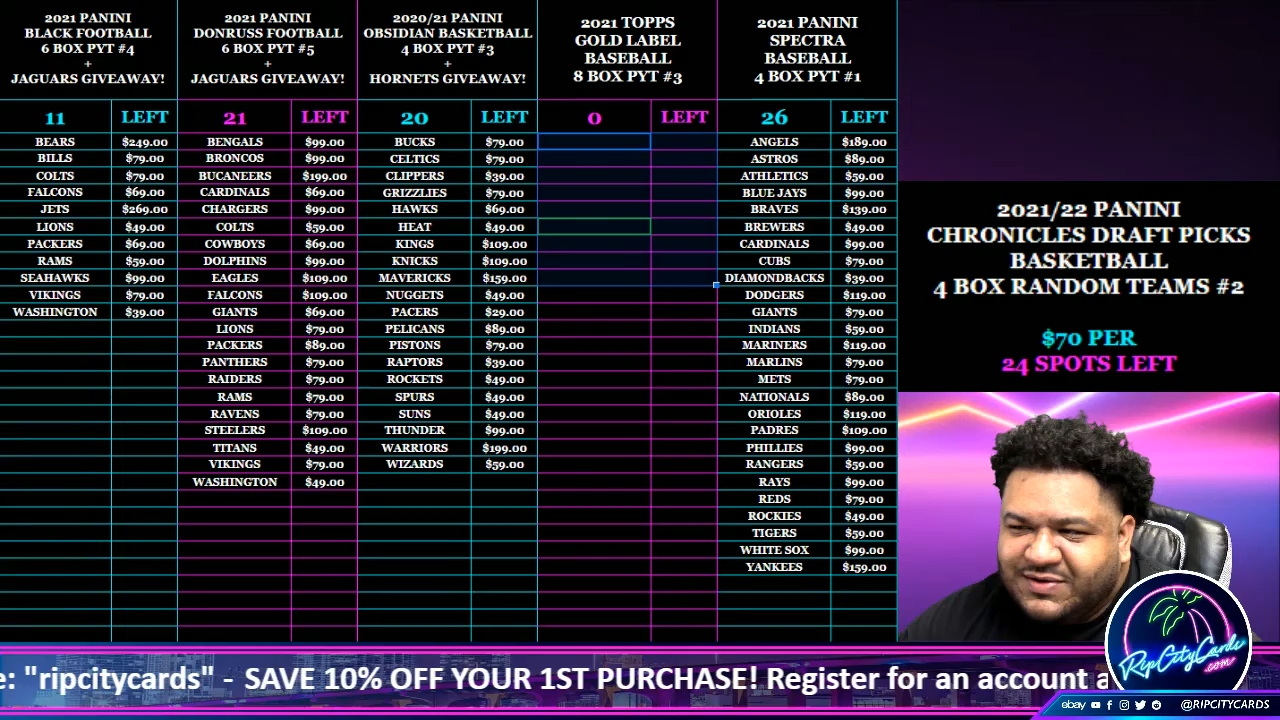 2021 PANINI
BLACK FOOTBALL
6 BOX PYT #4
+
JAGUARS GIVEAWAY!
2021 PANINI
DONRUSS FOOTBALL
6 BOX PYT #5
+
JAGUARS GIVEAWAY!
2020/21 PANINI
OBSIDIAN BASKETBALL
4 BOX PYT #3
+
HORNETS GIVEAWAY!
2021 TOPPS
GOLD LABEL
BASEBALL
8 BOX PYT #3
2021 PANINI
SPECTRA
BASEBALL
4 BOX PYT #1
11 LEFT
BEARS $249.00
BILLS $79.00
COLTS $79.00
FALCONS $69.00
JETS $269.00
LIONS $49.00
PACKERS $69.00
RAMS $59.00
SEAHAWKS $99.00
VIKINGS $79.00
WASHINGTON $39.00
21 LEFT
BENGALS $99.00
BRONCOS $99.00
BUCANEERS $199.00
CARDINALS $69.00
CHARGERS $99.00
COLTS $59.00
COWBOYS $69.00
DOLPHINS $99.00
EAGLES $109.00
FALCONS $109.00
GIANTS $69.00
LIONS $79.00
PACKERS $89.00
PANTHERS $79.00
RAIDERS $79.00
RAMS $79.00
RAVENS $79.00
STEELERS $109.00
TITANS $49.00
VIKINGS $79.00
WASHINGTON $49.00
20 LEFT
BUCKS $79.00
CELTICS $79.00
CLIPPERS $39.00
GRIZZLIES $79.00
HAWKS $69.00
HEAT $49.00
KINGS $109.00
KNICKS $109.00
MAVERICKS $159.00
NUGGETS $49.00
PACERS $29.00
PELICANS $89.00
PISTONS $79.00
RAPTORS $39.00
ROCKETS $49.00
SPURS $49.00
SUNS $49.00
THUNDER $99.00
WARRIORS $199.00
WIZARDS $59.00
0 LEFT
26 LEFT
ANGELS $189.00
ASTROS $89.00
ATHLETICS $59.00
BLUE JAYS $99.00
BRAVES $139.00
BREWERS $49.00
CARDINALS $99.00
CUBS $79.00
DIAMONDBACKS $39.00
DODGERS $119.00
GIANTS $79.00
INDIANS $59.00
MARINERS $119.00
MARLINS $79.00
METS $79.00
NATIONALS $89.00
ORIOLES $119.00
PADRES $109.00
PHILLIES $99.00
RANGERS $59.00
RAYS $99.00
REDS $79.00
ROCKIES $49.00
TIGERS $59.00
WHITE SOX $99.00
YANKEES $159.00
2021/22 PANINI
CHRONICLES DRAFT PICKS
BASKETBALL
4 BOX RANDOM TEAMS #2
$70 PER
24 SPOTS LEFT
RipCityCards
.com
e: "ripcitycards" - SAVE 10% OFF YOUR 1ST PURCHASE! Register for an account a
ebay @RIPCITYCARDS